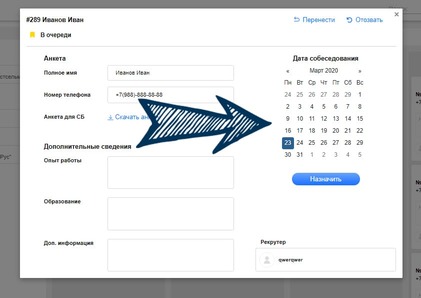 #289 Иванов Иван
Перенести
Отозвать
В очереди
Анкета
Полное имя
Иванов Иван
Номер телефона
+7(988)-888-88-88
Анкета для СБ
Скачать
Дополнительные сведения
Опыт работы
Образование
Доп. информация
Дата собеседования
« Март 2020 »
Пн Вт Ср Чт Пт Сб Вс
24 25 26 27 28 29 1
2 3 4 5 6 7 8
9 10 11 12 13 14 15
16 17 18 19 20 21 22
23 24 25 26 27 28 29
30 31 1 2 3 4 5
Назначить
Рекрутер
qwerqwer
Рус"